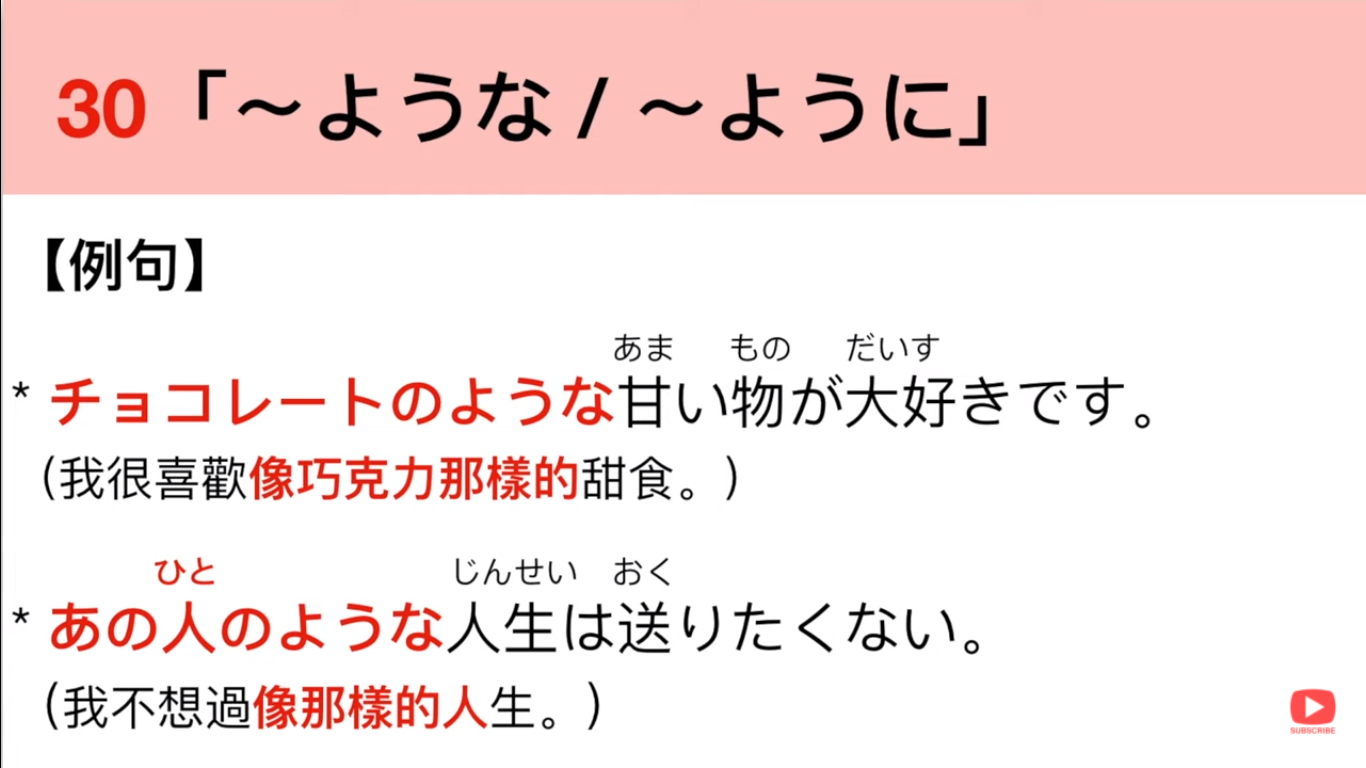 30「～ような / ～ように」
【例句】
あま もの だいす
* チョコレートのような甘い物が大好きです。
（我很喜歡像巧克力那樣的甜食。）
ひと じんせい おく
* あの人のような人生は送りたくない。
（我不想過像那樣的人生。）
SUBSCRIBE